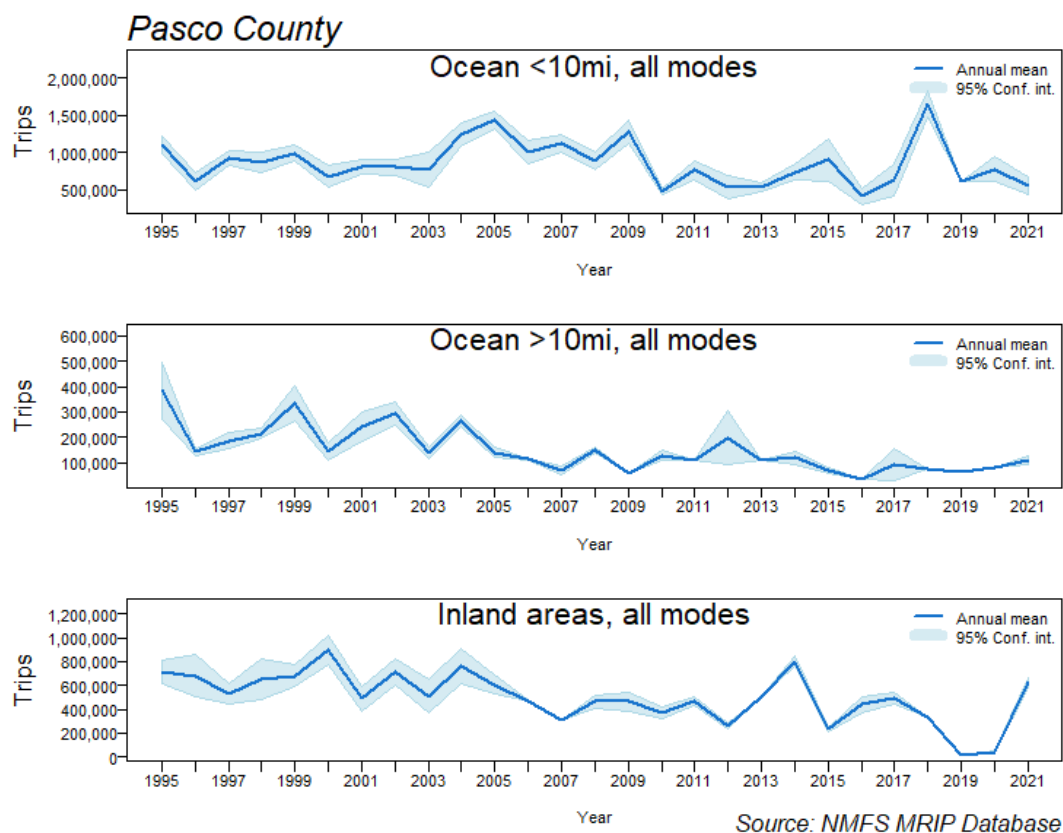 Pasco County
Ocean <10mi, all modes
Annual mean
95% Conf. int.
Trips
2,000,000
1,500,000
1,000,000
500,000
1995 1997 1999 2001 2003 2005 2007 2009 2011 2013 2015 2017 2019 2021
Year
Ocean >10mi, all modes
Annual mean
95% Conf. int.
Trips
600,000
500,000
400,000
300,000
200,000
100,000
1995 1997 1999 2001 2003 2005 2007 2009 2011 2013 2015 2017 2019 2021
Year
Inland areas, all modes
Annual mean
95% Conf. int.
Trips
1,200,000
1,000,000
800,000
600,000
400,000
200,000
0
1995 1997 1999 2001 2003 2005 2007 2009 2011 2013 2015 2017 2019 2021
Year
Source: NMFS MRIP Database